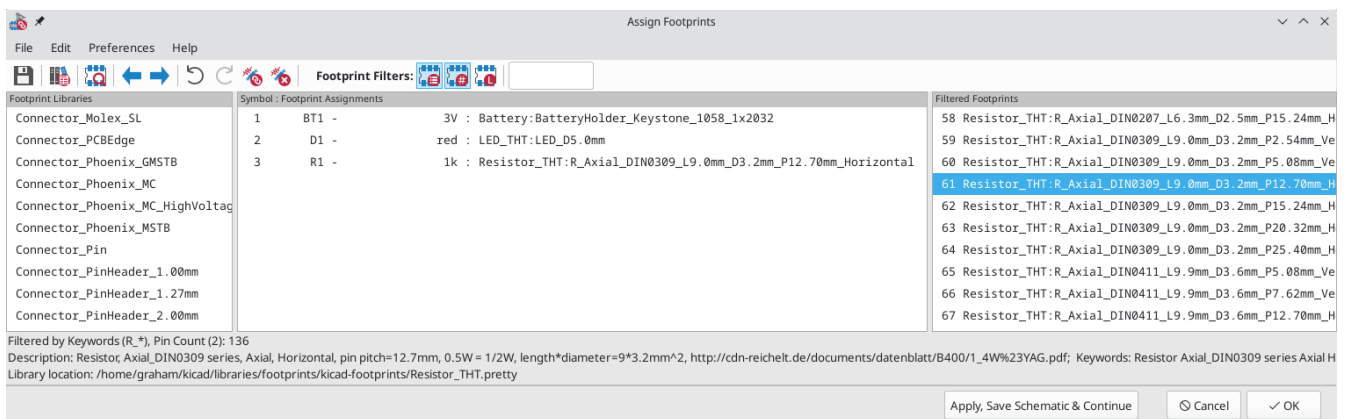 Assign Footprints
File Edit Preferences Help
Footprint Filters:
Footprint Libraries
Connector_Molex_SL
Connector_PCBEdge
Connector_Phoenix_GMSTB
Connector_Phoenix_MC
Connector_Phoenix_MC_HighVoltag
Connector_Phoenix_MSTB
Connector_Pin
Connector_PinHeader_1.00mm
Connector_PinHeader_1.27mm
Connector_PinHeader_2.00mm
Symbol : Footprint Assignments
1 BT1 - 3V : Battery:BatteryHolder_Keystone_1058_1x2032
2 D1 - red : LED_THT:LED_D5.0mm
3 R1 - 1k : Resistor_THT:R_Axial_DIN0309_L9.0mm_D3.2mm_P12.70mm_Horizontal
Filtered Footprints
58 Resistor_THT:R_Axial_DIN0207_L6.3mm_D2.5mm_P15.24mm_H
59 Resistor_THT:R_Axial_DIN0309_L9.0mm_D3.2mm_P2.54mm_Ve
60 Resistor_THT:R_Axial_DIN0309_L9.0mm_D3.2mm_P5.08mm_Ve
61 Resistor_THT:R_Axial_DIN0309_L9.0mm_D3.2mm_P12.70mm_H
62 Resistor_THT:R_Axial_DIN0309_L9.0mm_D3.2mm_P15.24mm_H
63 Resistor_THT:R_Axial_DIN0309_L9.0mm_D3.2mm_P20.32mm_H
64 Resistor_THT:R_Axial_DIN0309_L9.0mm_D3.2mm_P25.40mm_H
65 Resistor_THT:R_Axial_DIN0411_L9.9mm_D3.6mm_P5.08mm_Ve
66 Resistor_THT:R_Axial_DIN0411_L9.9mm_D3.6mm_P7.62mm_Ve
67 Resistor_THT:R_Axial_DIN0411_L9.9mm_D3.6mm_P12.70mm_H
Filtered by Keywords (R_*), Pin Count (2): 136
Description: Resistor, Axial_DIN0309 series, Axial, Horizontal, pin pitch=12.7mm, 0.5W = 1/2W, length*diameter=9*3.2mm^2, http://cdn-reichelt.de/documents/datenblatt/B400/1_4W%23YAG.pdf; Keywords: Resistor Axial_DIN0309 series Axial H
Library location: /home/graham/kicad/libraries/footprints/kicad-footprints/Resistor_THT.pretty
Apply, Save Schematic & Continue Cancel OK